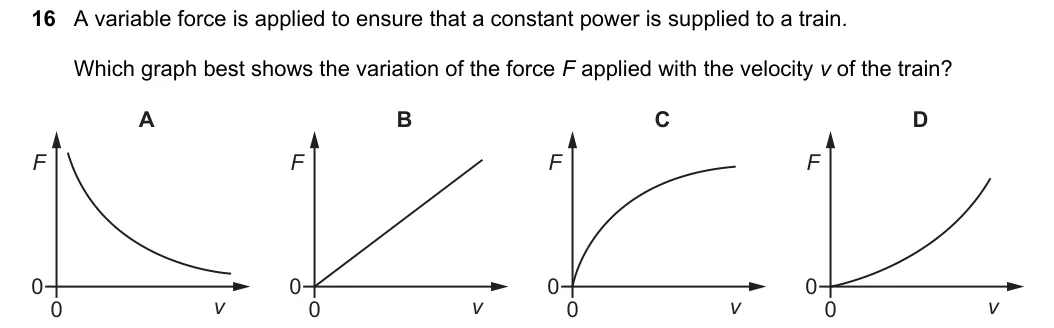 16 A variable force is applied to ensure that a constant power is supplied to a train.
Which graph best shows the variation of the force F applied with the velocity v of the train?
A B C D
F F F F
0 0 0 0
0 v 0 v 0 v 0 v